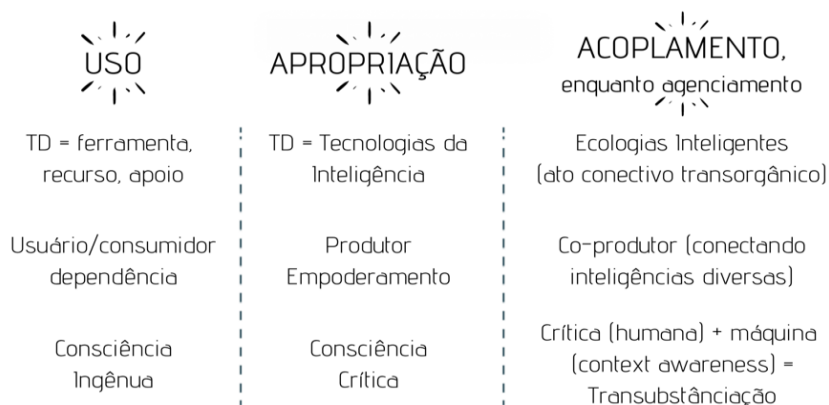 USO
TD = ferramenta,
recurso, apoio
Usuário/consumidor
dependência
Consciência
Ingênua
APROPRIAÇÃO
TD = Tecnologias da
Inteligência
Produtor
Empoderamento
Consciência
Crítica
ACOPLAMENTO,
enquanto agenciamento
Ecologias Inteligentes
(ato conectivo transorgânico)
Co-produtor (conectando
inteligências diversas)
Crítica (humana) + máquina
(context awareness) =
Transubstânciação